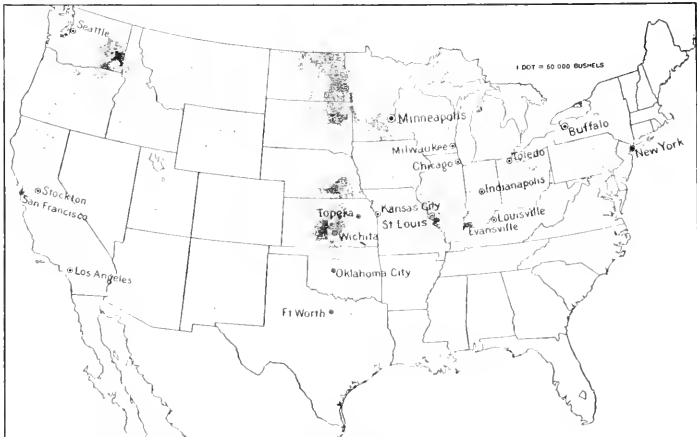 Seattle
1 DOT = 50 000 BUSHELS
Minneapolis
Buffalo
Milwaukee
Chicago
Toledo
New York
Indianapolis
Stockton
San Francisco
Topeka
Kansas City
St Louis
Louisville
Evansville
Wichita
Los Angeles
Oklahoma City
Ft Worth